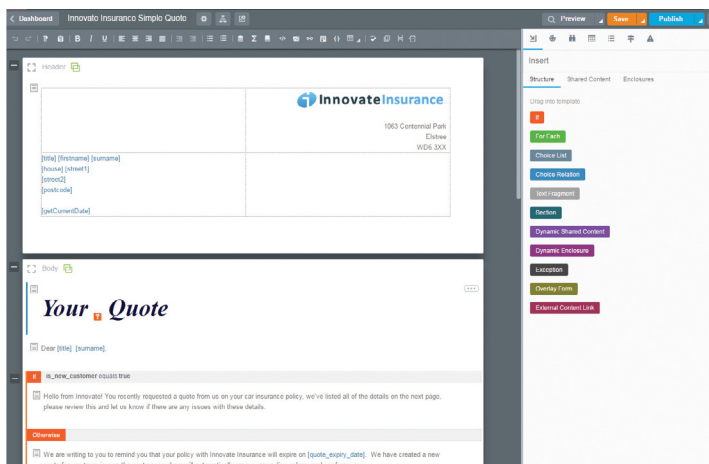 Dashboard Innovate Insurance Simple Quote Preview Save Publish
Header
InnovateInsurance
1063 Centennial Park
Elstree
WD6 3XX
[title] [firstname] [surname]
[house] [street1]
[street2]
[postcode]
[getCurrentDate]
Body
Your ? Quote
Dear [title] [surname],
if is_new_customer equals true
Hello from Innovate! You recently requested a quote from us on your car insurance policy, we've listed all of the details on the next page,
please review this and let us know if there are any issues with these details.
Otherwise
We are writing to you to remind you that your policy with Innovate Insurance will expire on [quote_expiry_date]. We have created a new
Insert
Structure Shared Content Enclosures
Drag into template
If
For Each
Choice List
Choice Relation
Text Fragment
Section
Dynamic Shared Content
Dynamic Enclosure
Exception
Overlay Form
External Content Link